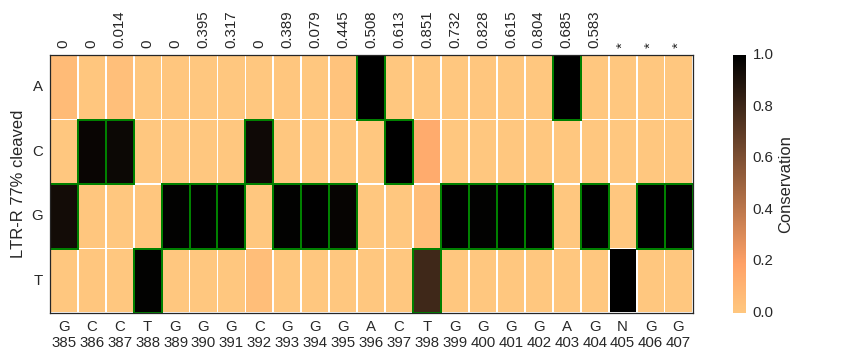 0 0 0.014 0 0 0.395 0.317 0 0.389 0.079 0.445 0.508 0.613 0.851 0.732 0.828 0.615 0.804 0.685 0.583 * * *
LTR-R 77% cleaved
A
C
G
T
G C C T G G G C G G G A C T G G G G A G N G G
385 386 387 388 389 390 391 392 393 394 395 396 397 398 399 400 401 402 403 404 405 406 407
1.0
0.8
0.6
0.4
0.2
0.0
Conservation